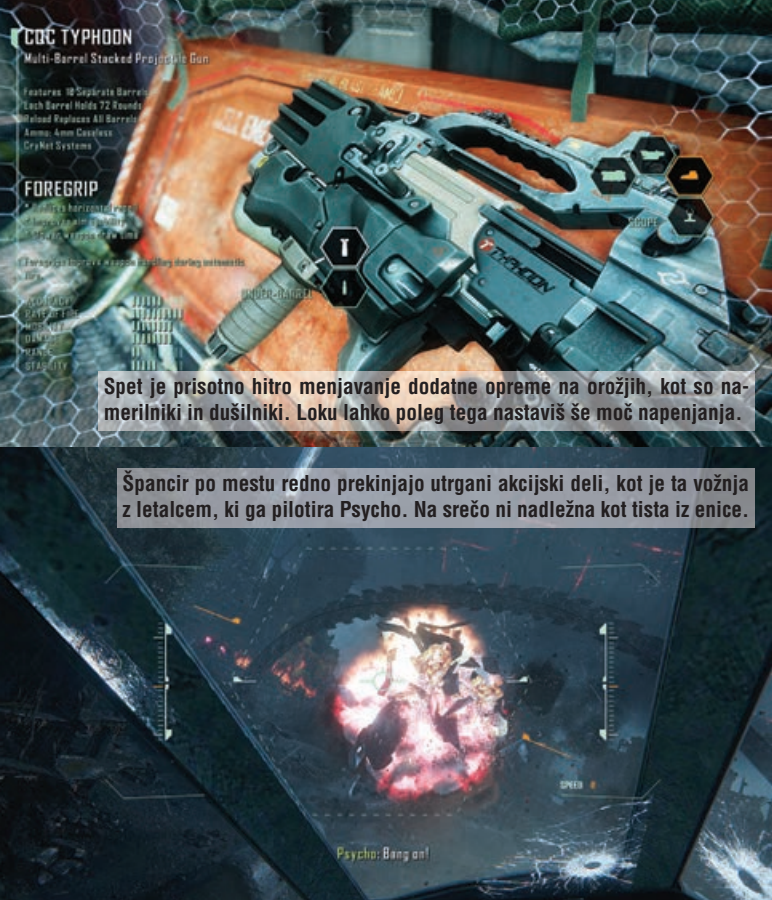 CQC TYPHOON
Multi-Barrel Stacked Projectile Gun
Features 10 Separate Barrels
Each Barrel Holds 72 Rounds
Reload Replaces All Barrels
Ammo: 4mm Caseless
CryNet Systems
FOREGRIP
SCOPE
UNDER-BARREL
TYPHOON
Spet je prisotno hitro menjavanje dodatne opreme na orožjih, kot so na-
merilniki in dušilniki. Loku lahko poleg tega nastaviš še moč napenjanja.
Špancir po mestu redno prekinjajo utrgani akcijski deli, kot je ta vožnja
z letalcem, ki ga pilotira Psycho. Na srečo ni nadležna kot tista iz enice.
SPEED
Psycho: Bang on!